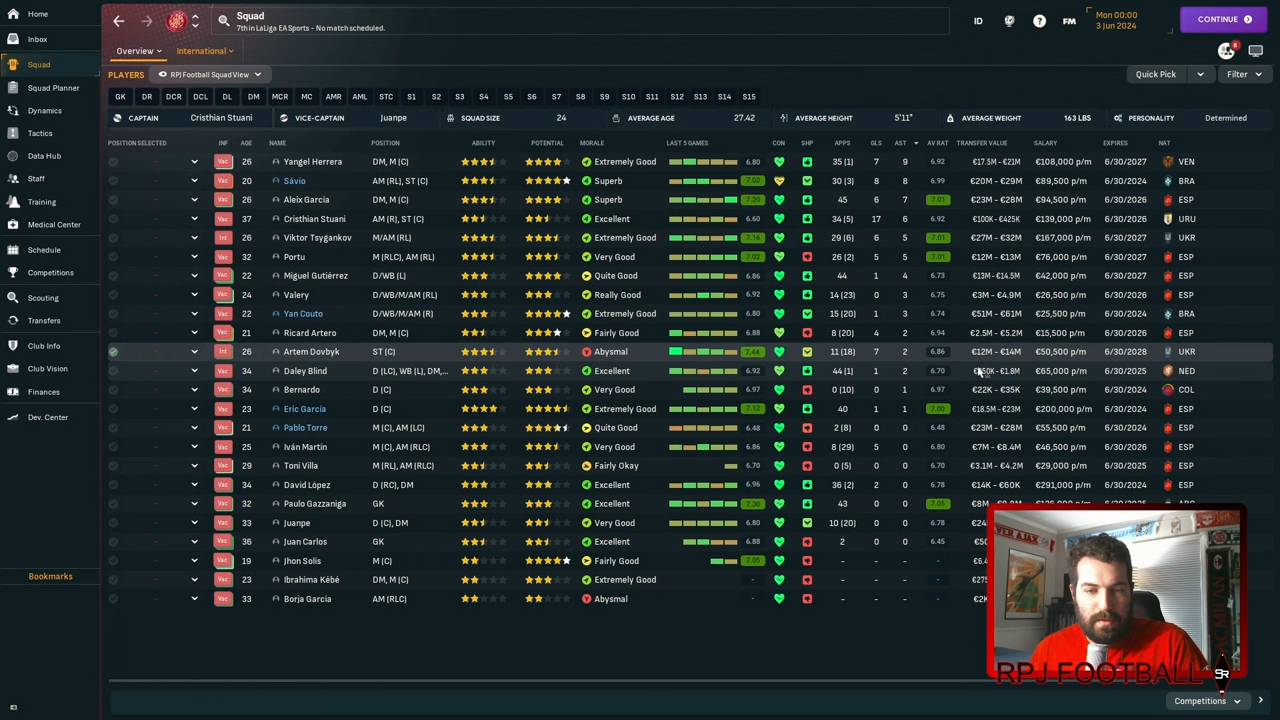 Home
Squad
7th in LaLiga EA Sports - No match scheduled.
ID
?
FM
Mon 00:00
3 Jun 2024
CONTINUE
Inbox
Squad
Squad Planner
Dynamics
Tactics
Data Hub
Staff
Training
Medical Center
Schedule
Competitions
Scouting
Transfers
Club Info
Club Vision
Finances
Dev. Center
Bookmarks
Overview International 8
PLAYERS RPJ Football Squad View Quick Pick Filter
GK DR DCR DCL DL DM MCR MC AMR AML STC S1 S2 S3 S4 S5 S6 S7 S8 S9 S10 S11 S12 S13 S14 S15
CAPTAIN Cristhian Stuani VICE-CAPTAIN Juanpe SQUAD SIZE 24 AVERAGE AGE 27.42 AVERAGE HEIGHT 5'11" AVERAGE WEIGHT 163 LBS PERSONALITY Determined
POSITION SELECTED INF AGE NAME POSITION ABILITY POTENTIAL MORALE LAST 5 GAMES CON SHP APPS GLS AST AV RAT TRANSFER VALUE SALARY EXPIRES NAT
- Vac 26 Yangel Herrera DM, M (C) Extremely Good 6.80 35 (1) 7 9 6.92 €17.5M - €21M €108,000 p/m 6/30/2027 VEN
- Vac 20 Sávio AM (RL), ST (C) Superb 7.02 30 (3) 8 8 6.99 €20M - €29M €89,500 p/m 6/30/2024 BRA
- Vac 26 Aleix García DM, M (C) Superb 7.20 45 6 7 7.01 €23M - €28M €94,500 p/m 6/30/2026 ESP
- Vac 37 Cristhian Stuani AM (R), ST (C) Excellent 6.60 34 (5) 17 6 6.92 €100K - €425K €139,000 p/m 6/30/2024 URU
- Int 26 Viktor Tsygankov M/AM (RL) Extremely Good 7.16 29 (6) 6 5 7.01 €27M - €32M €167,000 p/m 6/30/2027 UKR
- Vac 32 Portu M (RLC), AM (RL) Very Good 7.02 26 (2) 5 5 7.01 €12M - €13M €76,000 p/m 6/30/2026 ESP
- Vac 22 Miguel Gutiérrez D/WB (L) Quite Good 6.86 44 1 4 6.73 €13M - €14.5M €42,000 p/m 6/30/2027 ESP
- Vac 24 Valery D/WB/M/AM (RL) Really Good 6.92 14 (23) 0 3 6.75 €3M - €4.9M €26,500 p/m 6/30/2026 ESP
- Vac 22 Yan Couto D/WB/M/AM (R) Extremely Good 6.92 15 (20) 1 3 6.74 €51M - €61M €28,500 p/m 6/30/2024 BRA
- Vac 21 Ricard Artero DM, M (C) Fairly Good 6.88 8 (20) 4 2 6.94 €2.5M - €5.2M €15,500 p/m 6/30/2026 ESP
- Int 26 Artem Dovbyk ST (C) Abysmal 7.44 11 (18) 7 2 6.86 €12M - €14M €50,500 p/m 6/30/2028 UKR
- Vac 34 Daley Blind D (LC), WB (L), DM,... Excellent 6.92 44 (1) 1 2 6.70 €65,000 p/m 6/30/2025 NED
- Vac 34 Bernardo D (C) Very Good 6.97 0 (10) 0 1 6.97 €22K - €35K €39,500 p/m 6/30/2024 COL
- Vac 23 Eric García D (C) Extremely Good 7.12 40 1 1 7.00 €18.5M - €23M €200,000 p/m 6/30/2024 ESP
- Vac 21 Pablo Torre M (C), AM (LC) Quite Good 6.48 2 (8) 0 0 6.48 €23M - €28M €55,500 p/m 6/30/2024 ESP
- Vac 25 Iván Martín M (C), AM (RLC) Very Good 6.86 8 (29) 5 0 6.80 €7M - €8.4M €46,500 p/m 6/30/2026 ESP
- Vac 29 Toni Villa M (RL), AM (RLC) Fairly Okay 6.70 0 (5) 0 0 6.70 €3.1M - €4.2M €29,000 p/m 6/30/2025 ESP
- Vac 34 David López D (RC), DM Excellent 6.96 36 (2) 2 0 6.78 €14K - €60K €291,000 p/m 6/30/2024 ESP
- Vac 32 Paulo Gazzaniga GK Excellent 7.30 43 0 0 7.05
- Vac 33 Juanpe D (C), DM Very Good 6.80 10 (20) 0 0 6.78
- Vac 36 Juan Carlos GK Excellent 6.88 2 0 0 6.45
- Vac 19 Jhon Solis M (C) Fairly Good 7.05 - - - -
- Vac 23 Ibrahima Kébé DM, M (C) Extremely Good - - - - -
- Vac 33 Borja García AM (RLC) Abysmal - - - - -
RPJ FOOTBALL
SR
Competitions